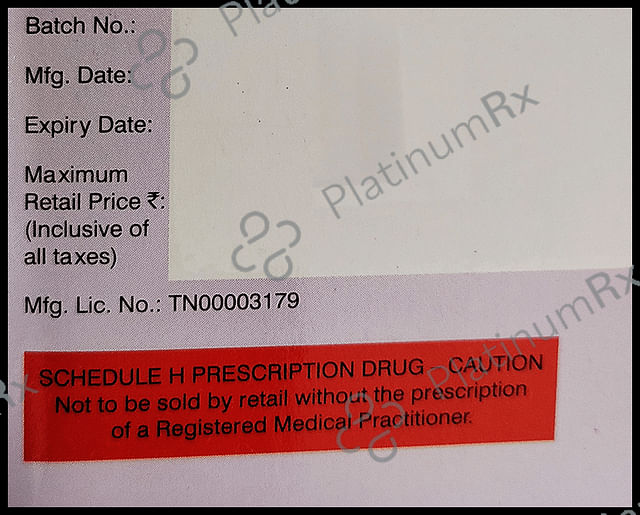 Batch No.:
Mfg. Date:
Expiry Date:
Maximum
Retail Price ₹:
(Inclusive of
all taxes)
Mfg. Lic. No.: TN00003179
SCHEDULE H PRESCRIPTION DRUG - CAUTION
Not to be sold by retail without the prescription
of a Registered Medical Practitioner.
PlatinumRx
PlatinumRx